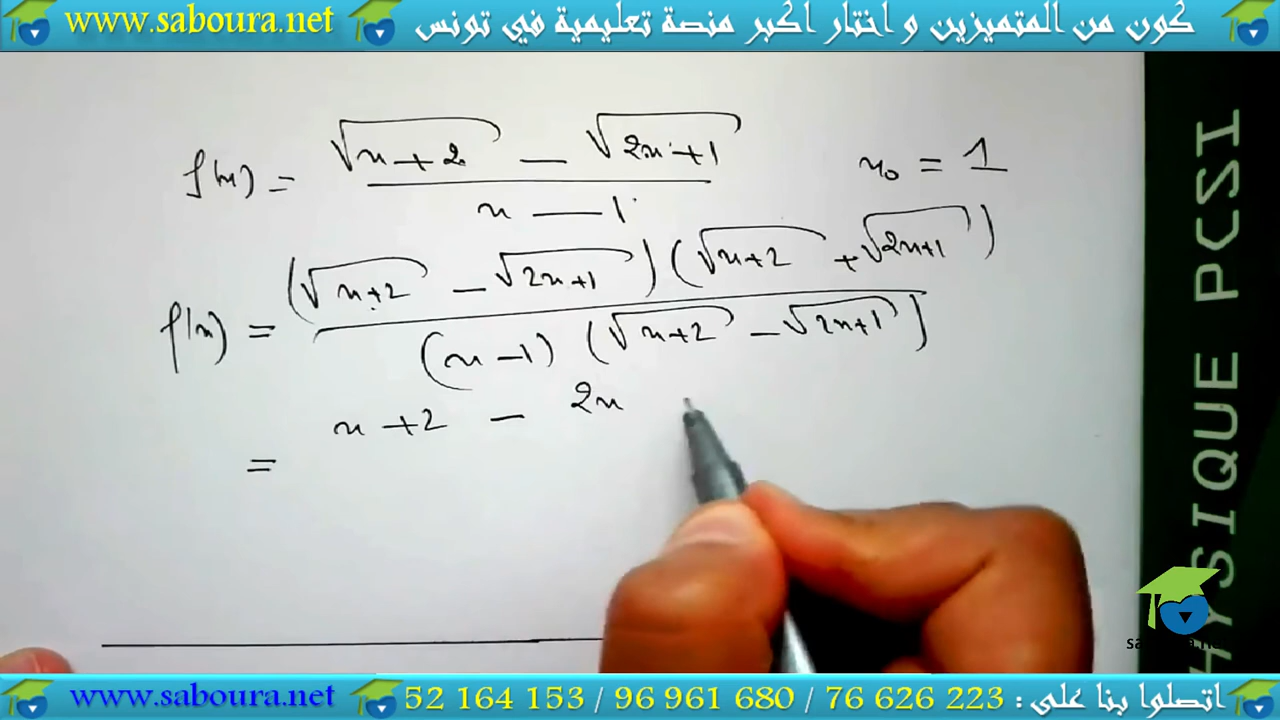 www.saboura.net كون من المتميزين و اختار اكبر منصة تعليمية في تونس
f(x) = (√(x+2) - √(2x+1)) / (x - 1) x₀ = 1
f(x) = ((√(x+2) - √(2x+1)) (√(x+2) + √(2x+1))) / ((x - 1) (√(x+2) - √(2x+1)))
= x + 2 - 2x
PHYSIQUE PCSI
www.saboura.net اتصلوا بنا على : 52 164 153 / 96 961 680 / 76 626 223